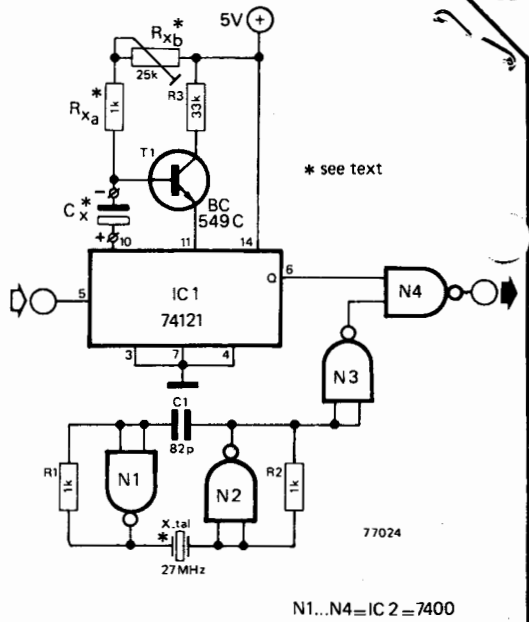 5V +
Rxb*
25k
Rxa*
1k
R3
33k
T1
* see text
BC
549C
Cx*
−
+
10
11
14
5
IC1
74121
Q
6
N4
3
7
4
N3
C1
82p
R1
1k
N1
N2
R2
1k
X_tal
*
27MHz
77024
N1...N4=IC2=7400